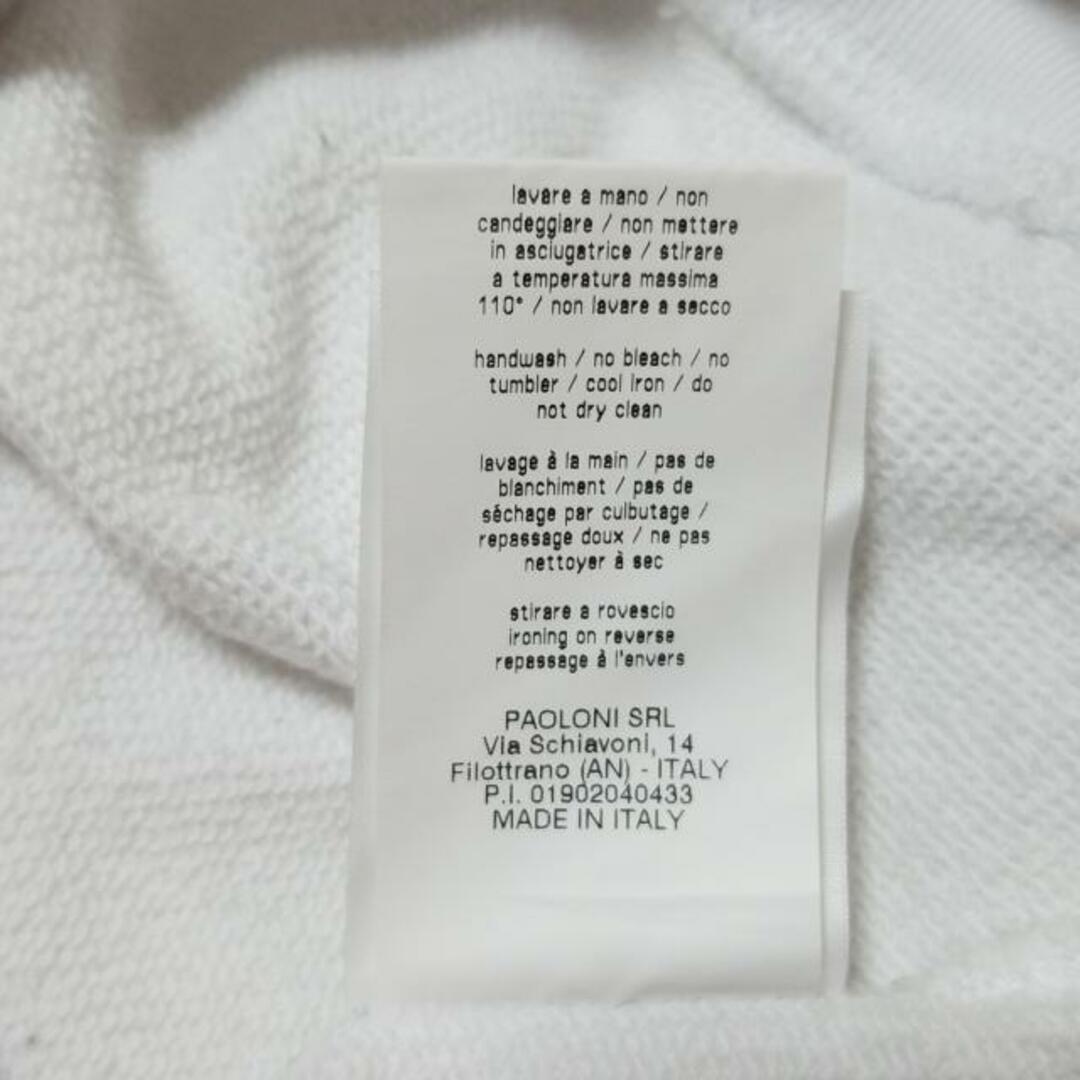 lavare a mano / non
candeggiare / non mettere
in asciugatrice / stirare
a temperatura massima
110° / non lavare a secco
handwash / no bleach / no
tumbler / cool iron / do
not dry clean
lavage à la main / pas de
blanchiment / pas de
séchage par culbutage /
repassage doux / ne pas
nettoyer à sec
stirare a rovescio
ironing on reverse
repassage à l'envers
PAOLONI SRL
Via Schiavoni, 14
Filottrano (AN) - ITALY
P.I. 01902040433
MADE IN ITALY